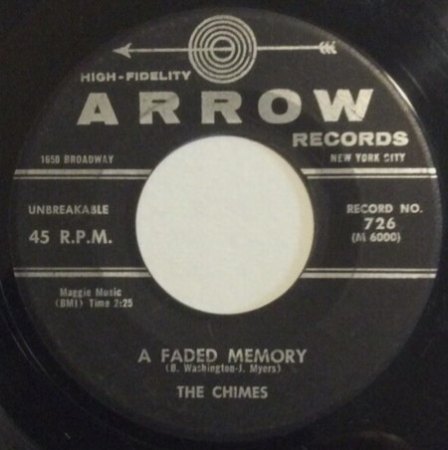 HIGH-FIDELITY
ARROW
RECORDS
1650 BROADWAY
NEW YORK CITY
UNBREAKABLE
45 R.P.M.
RECORD NO.
726
(M 6000)
Maggie Music
(BMI) Time 2:25
A FADED MEMORY
(B. Washington-J. Myers)
THE CHIMES